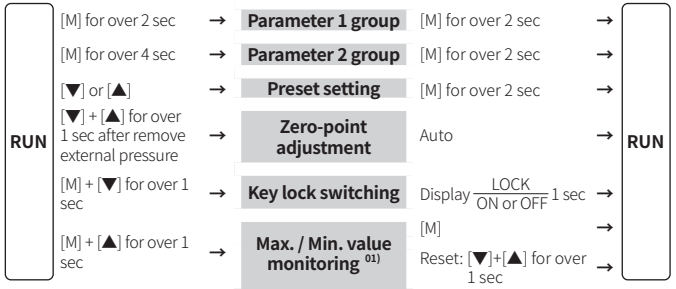 [M] for over 2 sec → Parameter 1 group [M] for over 2 sec →
[M] for over 4 sec → Parameter 2 group [M] for over 2 sec →
[▼] or [▲] → Preset setting [M] for over 2 sec →
RUN
[▼] + [▲] for over
1 sec after remove
external pressure
→
Zero-point
adjustment
Auto →
RUN
[M] + [▼] for over 1
sec
→
Key lock switching
Display LOCK
ON or OFF 1 sec →
[M] + [▲] for over 1
sec
→
Max. / Min. value
monitoring 01)
[M] →
Reset: [▼]+[▲] for over
1 sec
→